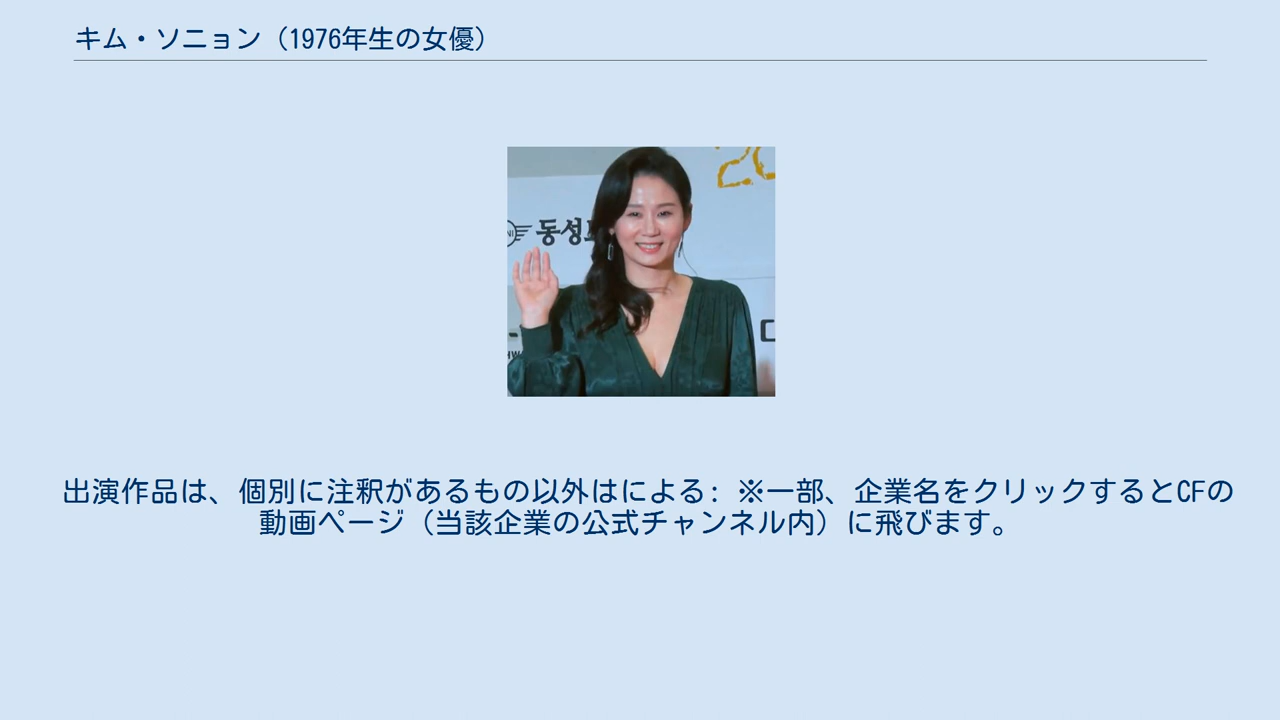 キム・ソニョン（1976年生の女優）
20
동성
出演作品は、個別に注釈があるもの以外はによる: ※一部、企業名をクリックするとCFの
動画ページ（当該企業の公式チャンネル内）に飛びます。